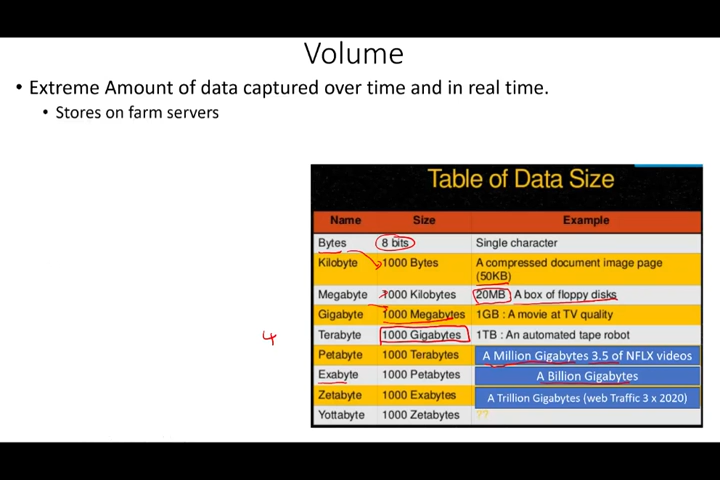 Volume
• Extreme Amount of data captured over time and in real time.
• Stores on farm servers
Table of Data Size
Name Size Example
Bytes 8 bits Single character
Kilobyte 1000 Bytes A compressed document image page
(50KB)
Megabyte 1000 Kilobytes 20MB A box of floppy disks
Gigabyte 1000 Megabytes 1GB : A movie at TV quality
4
Terabyte 1000 Gigabytes 1TB : An automated tape robot
Petabyte 1000 Terabytes A Million Gigabytes 3.5 of NFLX videos
Exabyte 1000 Petabytes A Billion Gigabytes
Zetabyte 1000 Exabytes A Trillion Gigabytes (web Traffic 3 x 2020)
Yottabyte 1000 Zetabytes ??